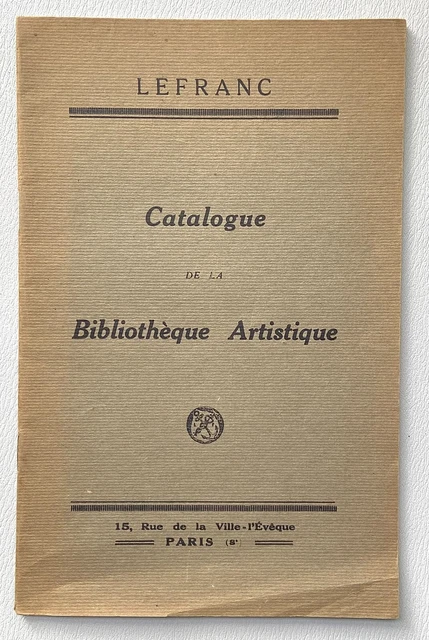 LEFRANC
Catalogue
DE LA
Bibliothèque Artistique
15, Rue de la Ville-l'Évêque
PARIS (8e)